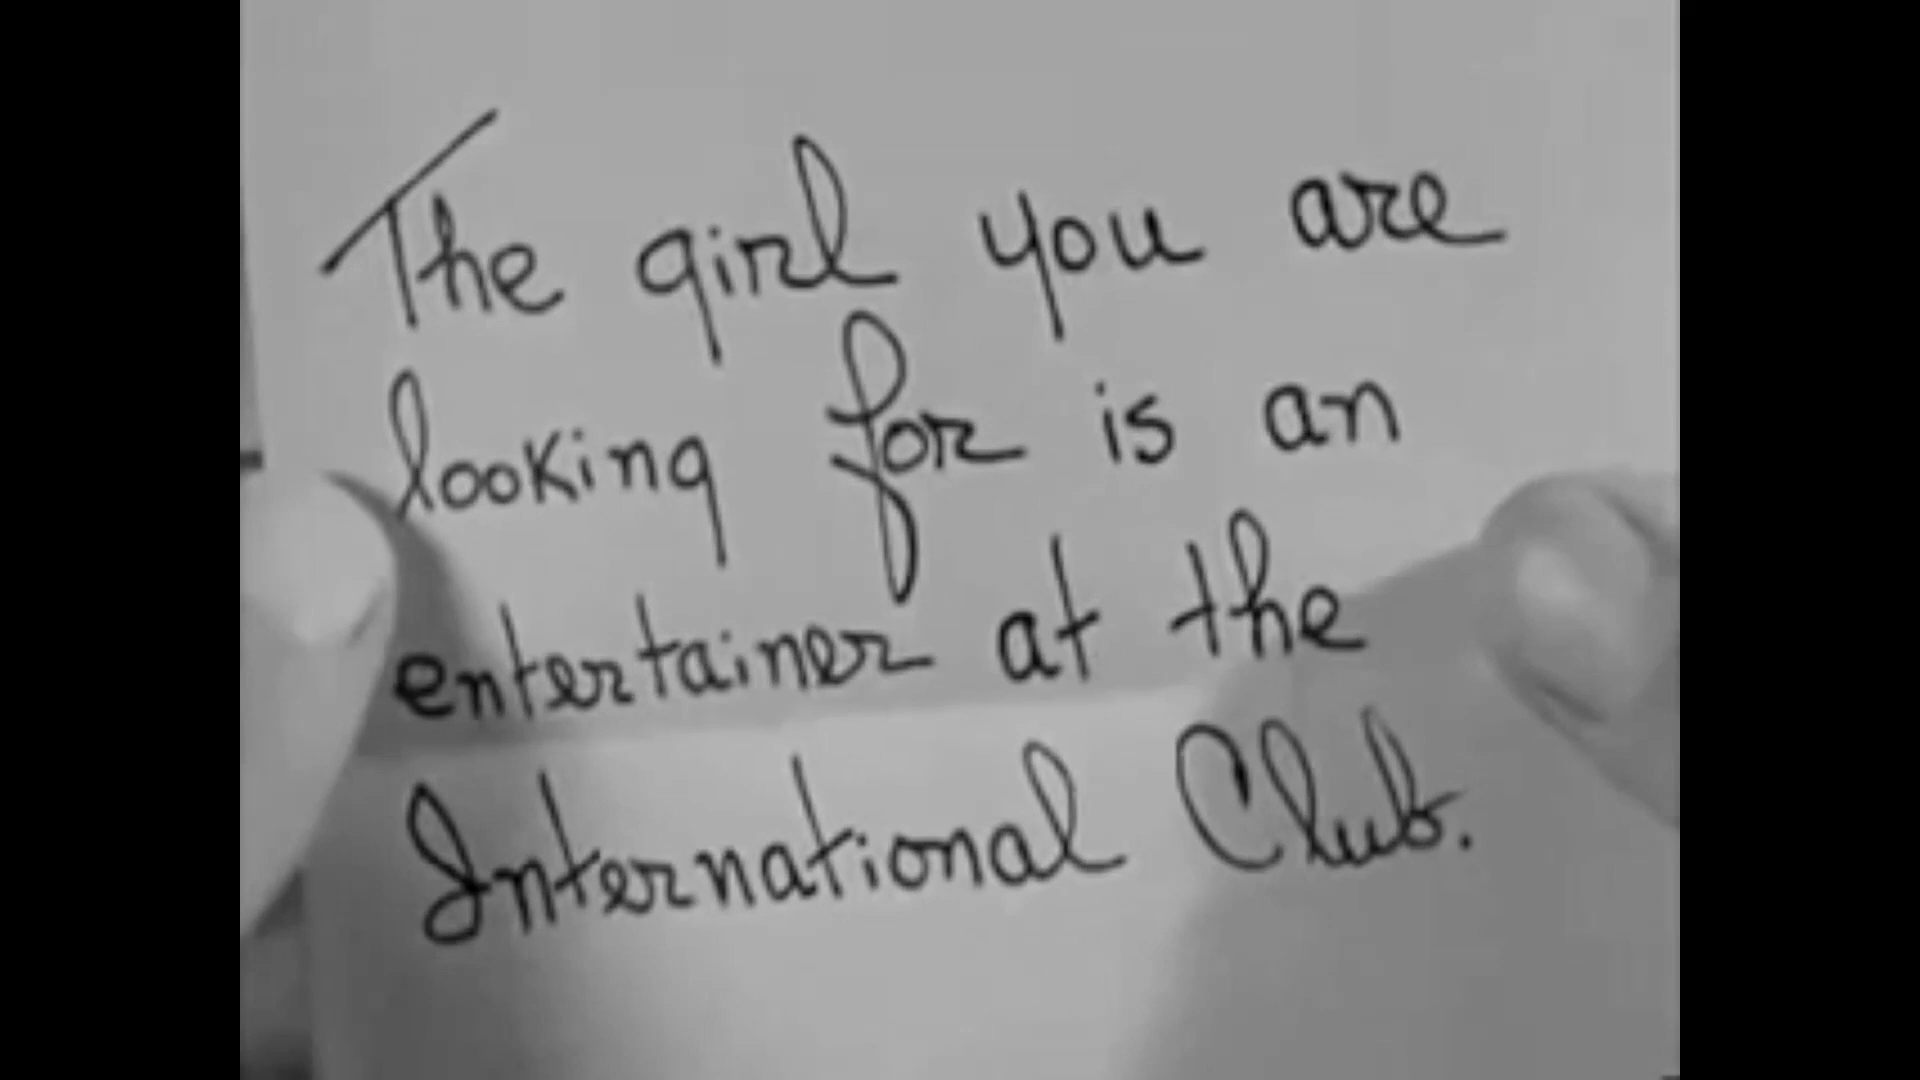 The girl you are
looking for is an
entertainer at the
International Club.